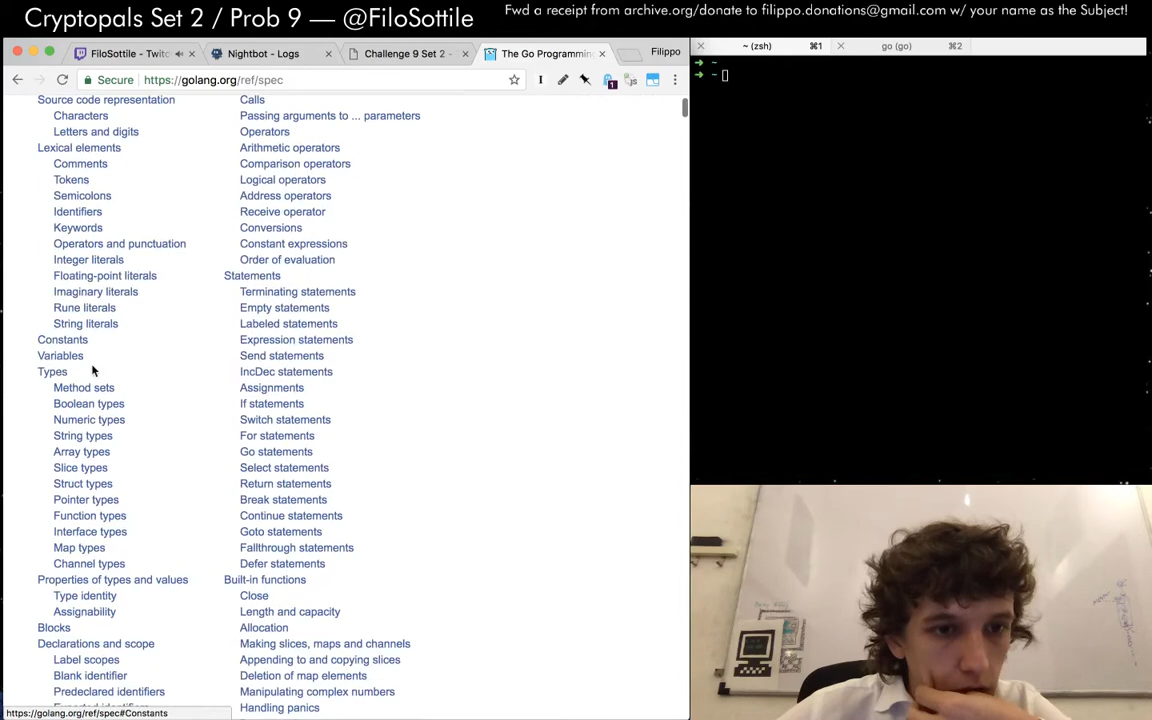 Cryptopals Set 2 / Prob 9 — @FiloSottile
Fwd a receipt from archive.org/donate to filippo.donations@gmail.com w/ your name as the Subject!
FiloSottile - Twitc
Nightbot - Logs
Challenge 9 Set 2 -
The Go Programmin
Filippo
Secure
https://golang.org/ref/spec
1
~ (zsh)
⌘1
go (go)
⌘2
➜ ~
➜ ~
Source code representation
Characters
Letters and digits
Lexical elements
Comments
Tokens
Semicolons
Identifiers
Keywords
Operators and punctuation
Integer literals
Floating-point literals
Imaginary literals
Rune literals
String literals
Constants
Variables
Types
Method sets
Boolean types
Numeric types
String types
Array types
Slice types
Struct types
Pointer types
Function types
Interface types
Map types
Channel types
Properties of types and values
Type identity
Assignability
Blocks
Declarations and scope
Label scopes
Blank identifier
Predeclared identifiers
Exported identifiers
Calls
Passing arguments to ... parameters
Operators
Arithmetic operators
Comparison operators
Logical operators
Address operators
Receive operator
Conversions
Constant expressions
Order of evaluation
Statements
Terminating statements
Empty statements
Labeled statements
Expression statements
Send statements
IncDec statements
Assignments
If statements
Switch statements
For statements
Go statements
Select statements
Return statements
Break statements
Continue statements
Goto statements
Fallthrough statements
Defer statements
Built-in functions
Close
Length and capacity
Allocation
Making slices, maps and channels
Appending to and copying slices
Deletion of map elements
Manipulating complex numbers
Handling panics
https://golang.org/ref/spec#Constants